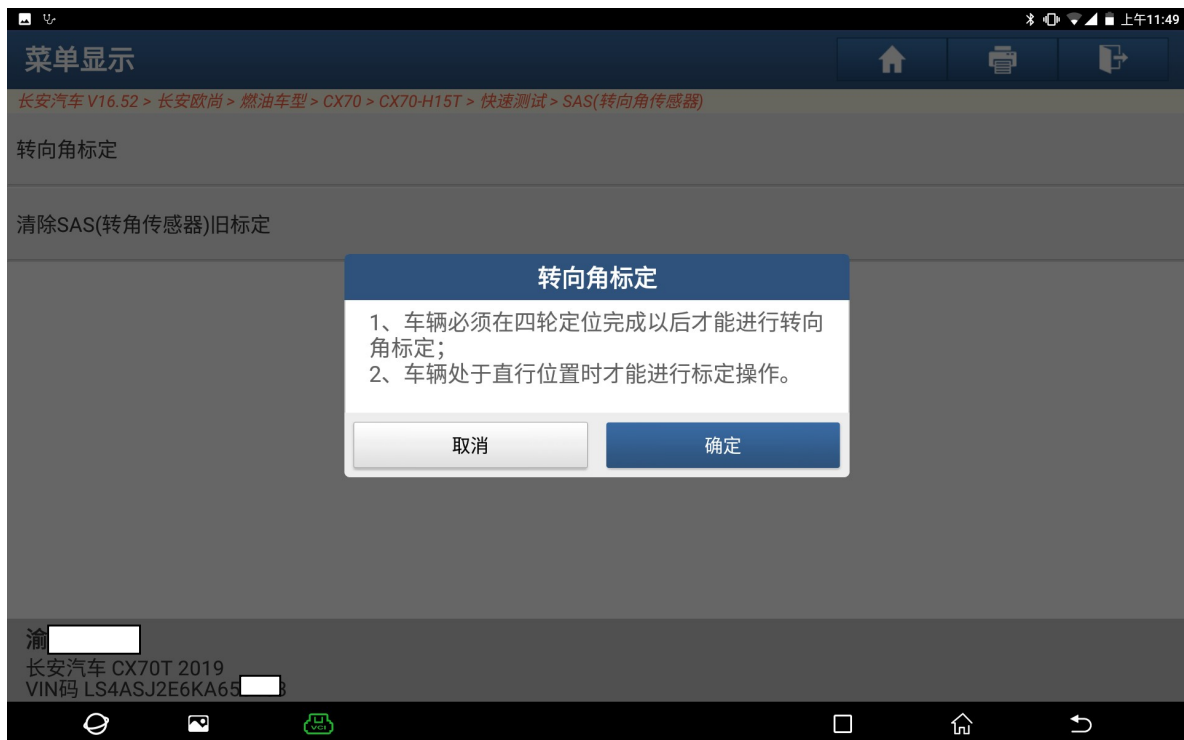 上午11:49
菜单显示
长安汽车 V16.52 > 长安欧尚 > 燃油车型 > CX70 > CX70-H15T > 快速测试 > SAS(转向角传感器)
转向角标定
清除SAS(转角传感器)旧标定
转向角标定
1、车辆必须在四轮定位完成以后才能进行转向
角标定；
2、车辆处于直行位置时才能进行标定操作。
取消 确定
渝
长安汽车 CX70T 2019
VIN码 LS4ASJ2E6KA65
VCI